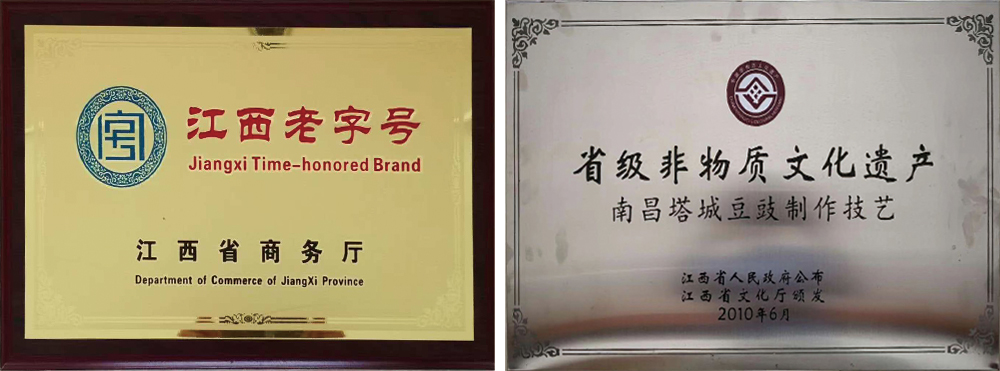 江西老字号
Jiangxi Time-honored Brand
江西省商务厅
Department of Commerce of JiangXi Province
省级非物质文化遗产
南昌塔城豆豉制作技艺
江西省人民政府公布
江西省文化厅颁发
2010年6月